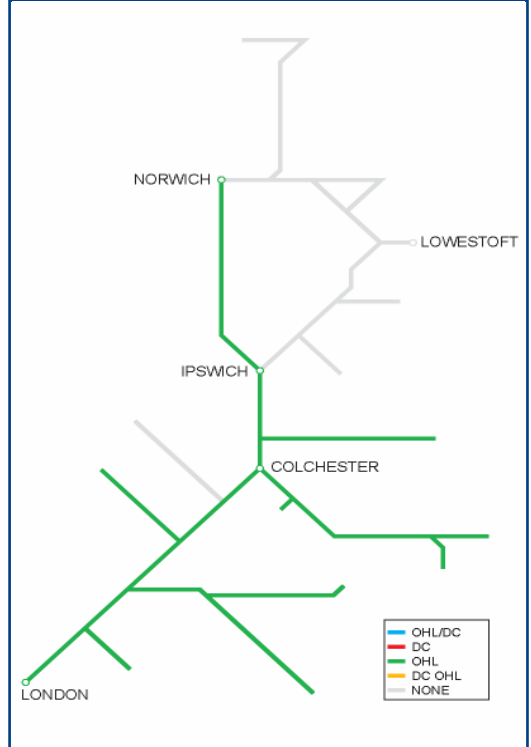 NORWICH
LOWESTOFT
IPSWICH
COLCHESTER
LONDON
OHL/DC
DC
OHL
DC OHL
NONE